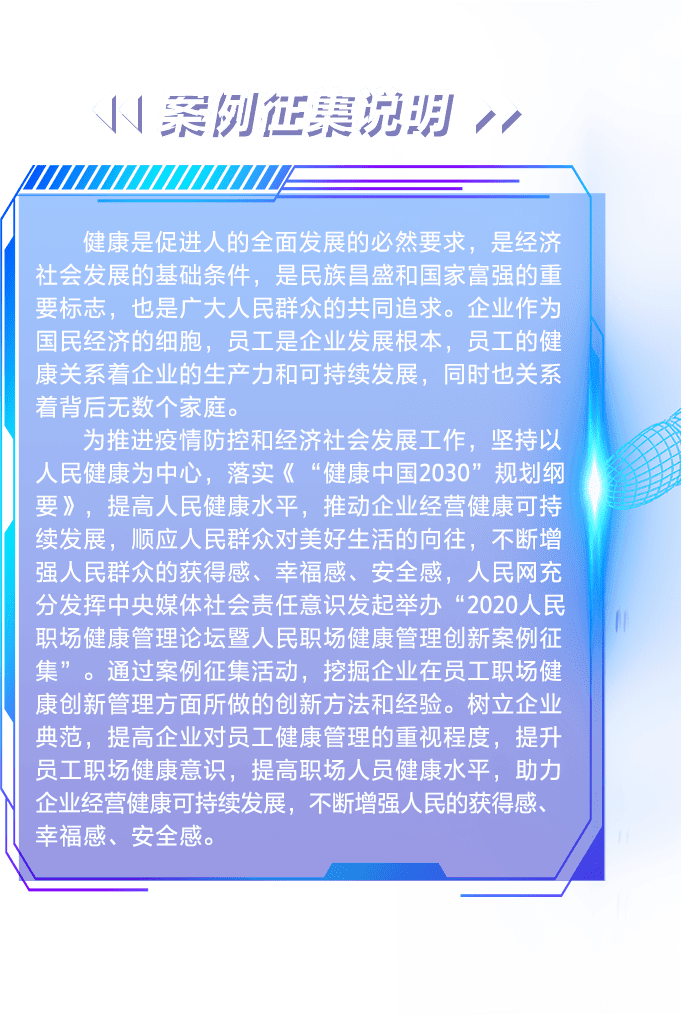 案例征集说明
健康是促进人的全面发展的必然要求，是经济
社会发展的基础条件，是民族昌盛和国家富强的重
要标志，也是广大人民群众的共同追求。企业作为
国民经济的细胞，员工是企业发展根本，员工的健
康关系着企业的生产力和可持续发展，同时也关系
着背后无数个家庭。
为推进疫情防控和经济社会发展工作，坚持以
人民健康为中心，落实《“健康中国2030”规划纲
要》，提高人民健康水平，推动企业经营健康可持
续发展，顺应人民群众对美好生活的向往，不断增
强人民群众的获得感、幸福感、安全感，人民网充
分发挥中央媒体社会责任意识发起举办“2020人民
职场健康管理论坛暨人民职场健康管理创新案例征
集”。通过案例征集活动，挖掘企业在员工职场健
康创新管理方面所做的创新方法和经验。树立企业
典范，提高企业对员工健康管理的重视程度，提升
员工职场健康意识，提高职场人员健康水平，助力
企业经营健康可持续发展，不断增强人民的获得感、
幸福感、安全感。